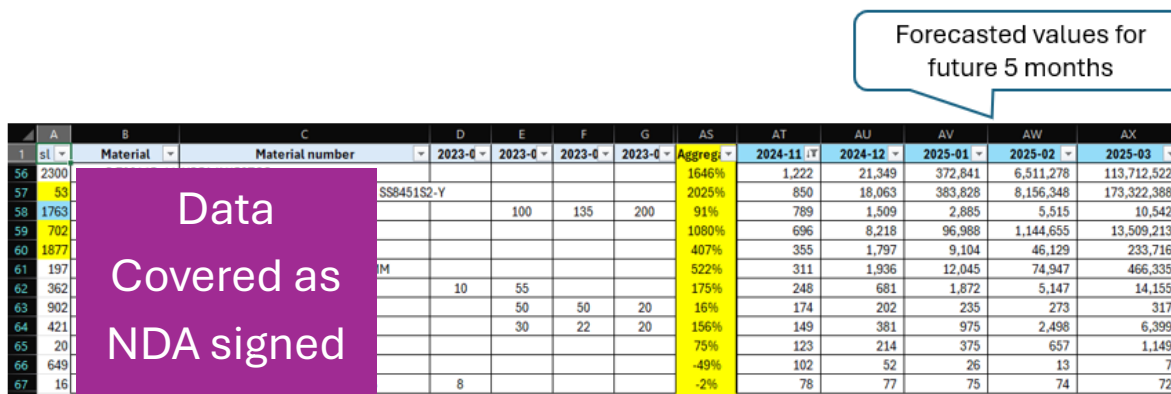 Forecasted values for
future 5 months
A B C D E F G AS AT AU AV AW AX
1 sl Material Material number 2023-0 2023-0 2023-0 2023-0 Aggrega 2024-11 2024-12 2025-01 2025-02 2025-03
56 2300 1646% 1,222 21,349 372,841 6,511,278 113,712,522
57 53 SS8451S2-Y 2025% 850 18,063 383,828 8,156,348 173,322,388
58 1763 100 135 200 91% 789 1,509 2,885 5,515 10,542
59 702 1080% 696 8,218 96,988 1,144,655 13,509,213
60 1877 407% 355 1,797 9,104 46,129 233,716
61 197 IM 522% 311 1,936 12,045 74,947 466,335
62 362 10 55 175% 248 681 1,872 5,147 14,155
63 902 50 50 20 16% 174 202 235 273 317
64 421 30 22 20 156% 149 381 975 2,498 6,399
65 20 75% 123 214 375 657 1,149
66 649 -49% 102 52 26 13 7
67 16 8 -2% 78 77 75 74 72
Data
Covered as
NDA signed